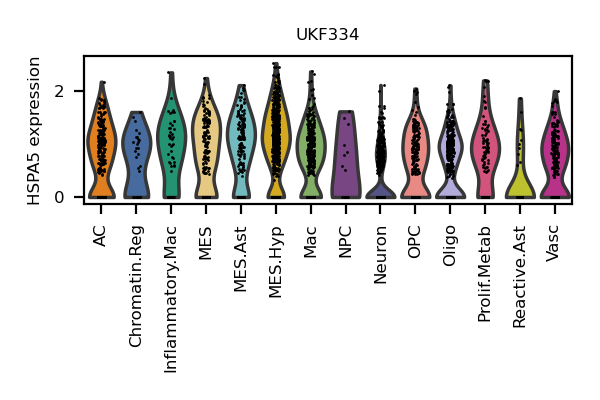 UKF334
HSPA5 expression
2
0
AC
Chromatin.Reg
Inflammatory.Mac
MES
MES.Ast
MES.Hyp
Mac
NPC
Neuron
OPC
Oligo
Prolif.Metab
Reactive.Ast
Vasc